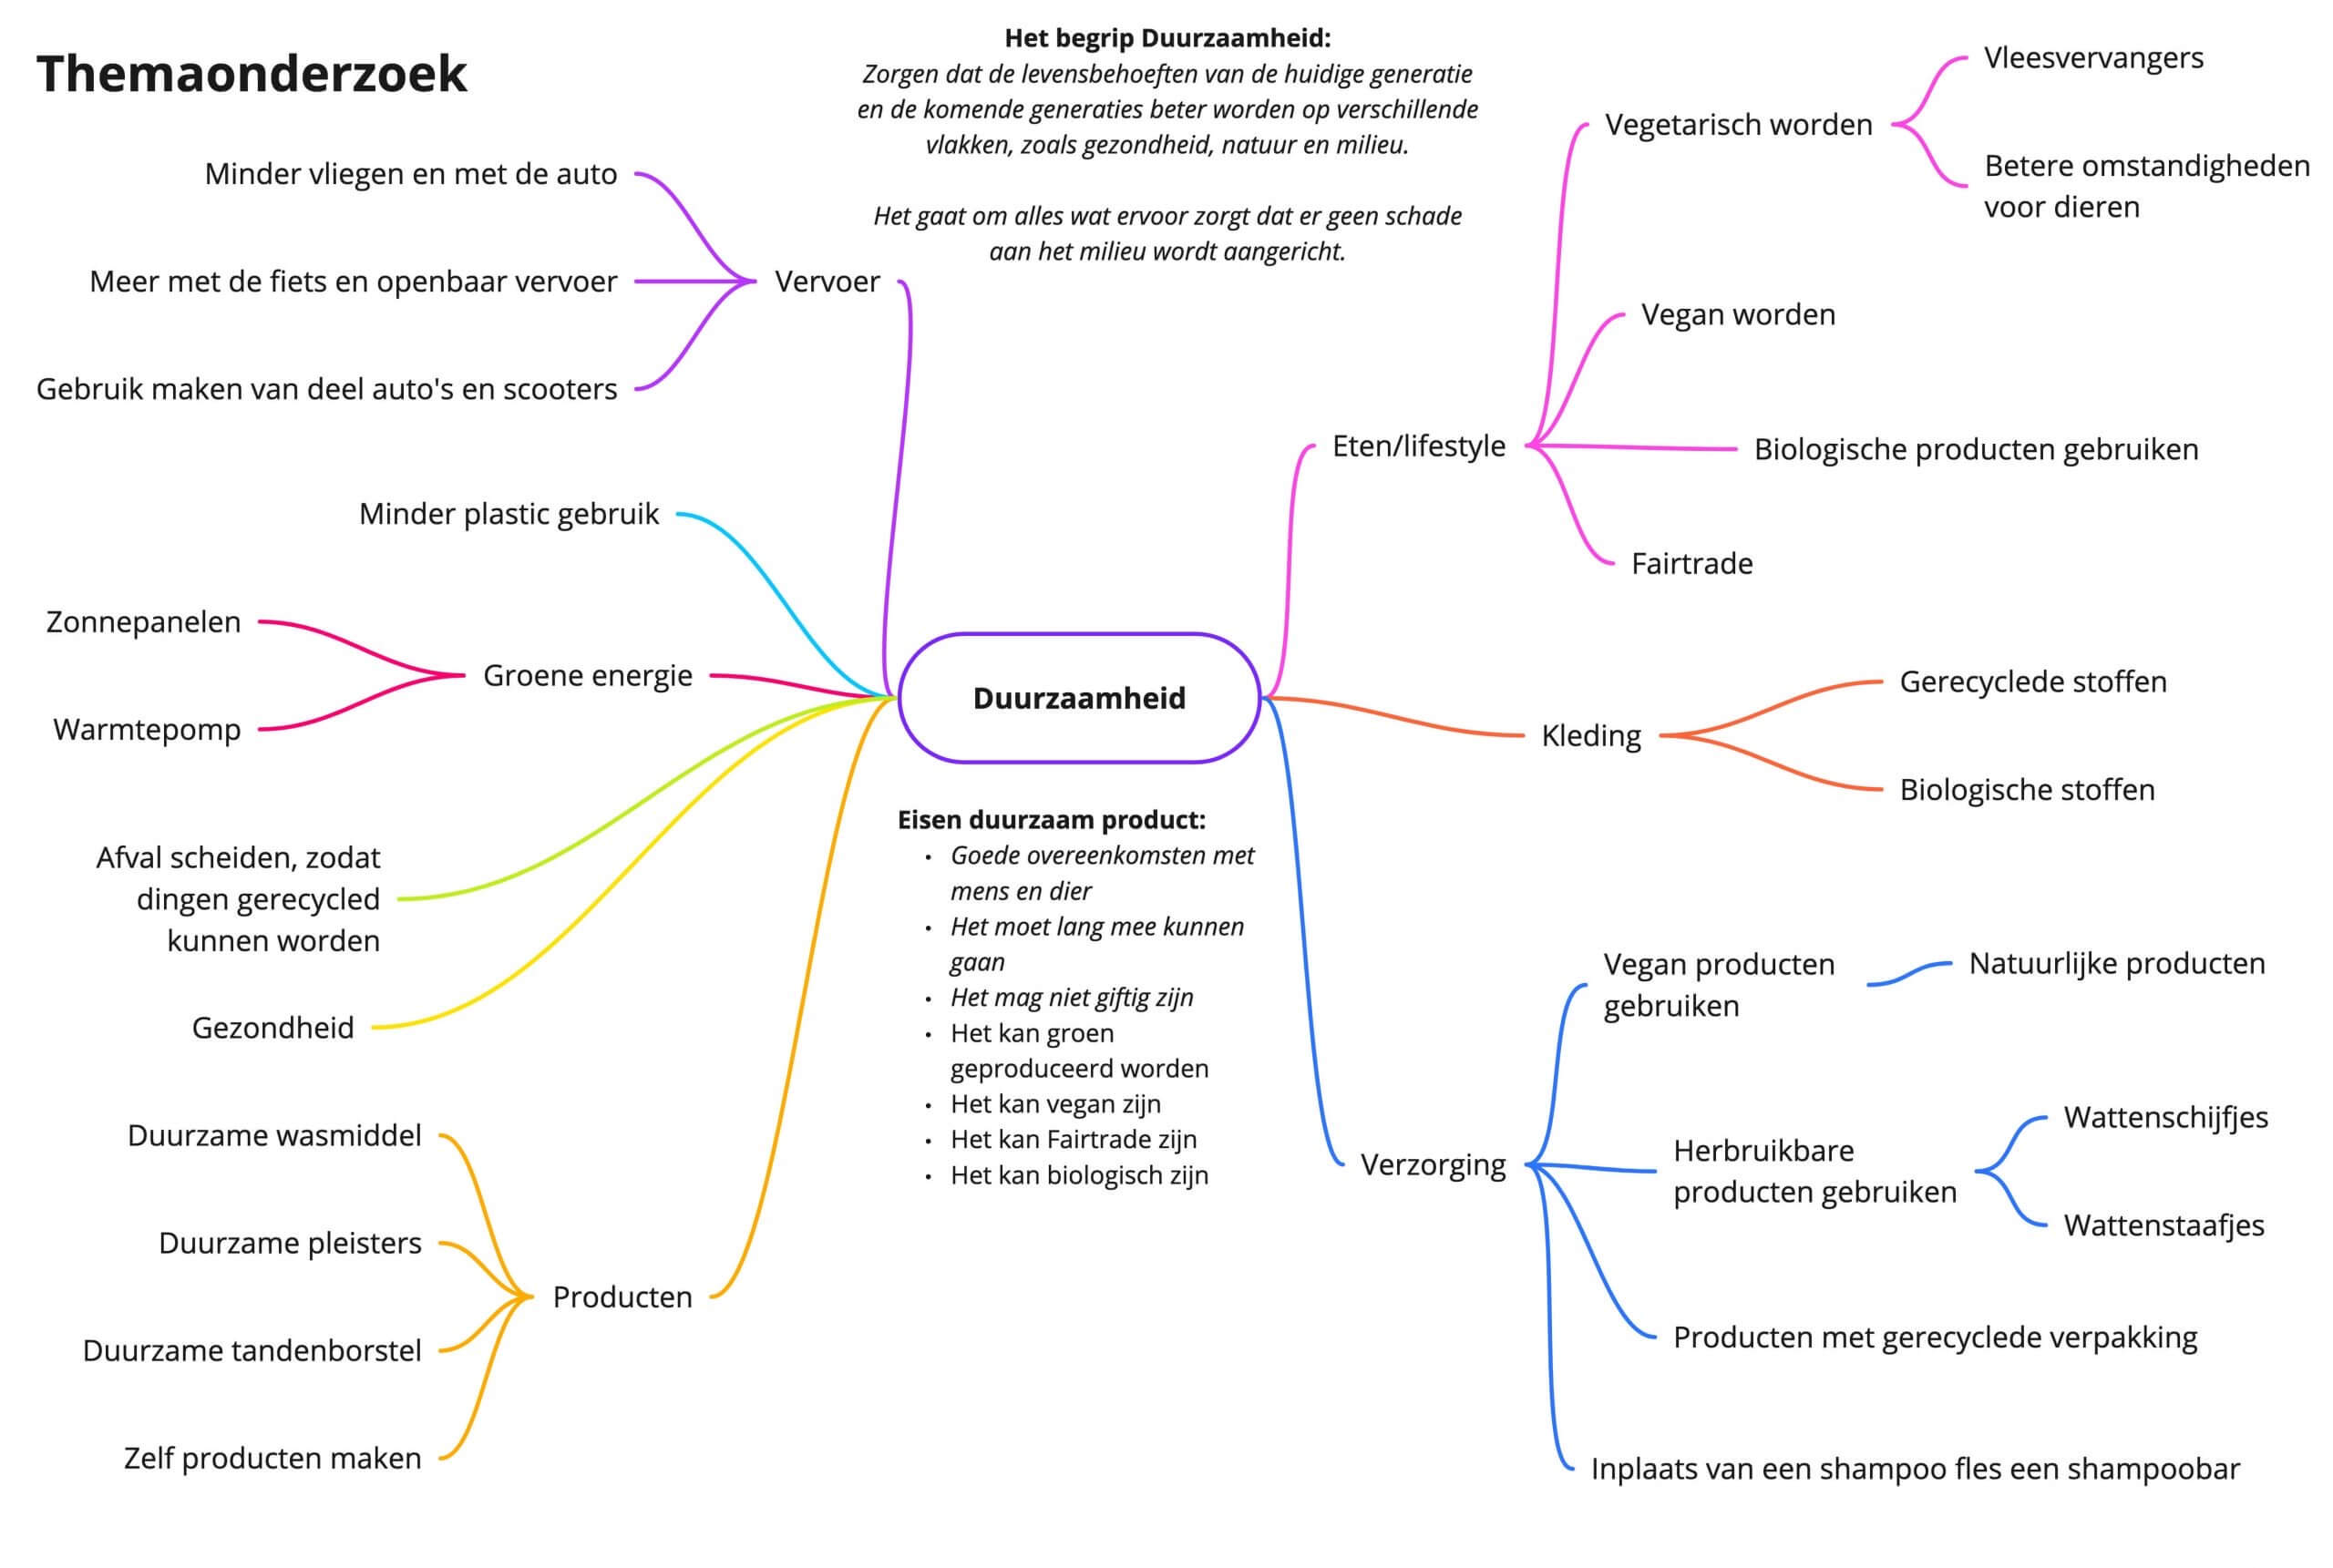 Themaonderzoek
Het begrip Duurzaamheid:
Zorgen dat de levensbehoeften van de huidige generatie
en de komende generaties beter worden op verschillende
vlakken, zoals gezondheid, natuur en milieu.
Het gaat om alles wat ervoor zorgt dat er geen schade
aan het milieu wordt aangericht.
Minder vliegen en met de auto
Meer met de fiets en openbaar vervoer
Gebruik maken van deel auto's en scooters
Vervoer
Minder plastic gebruik
Zonnepanelen
Warmtepomp
Groene energie
Afval scheiden, zodat
dingen gerecycled
kunnen worden
Gezondheid
Duurzame wasmiddel
Duurzame pleisters
Duurzame tandenborstel
Zelf producten maken
Producten
Duurzaamheid
Eisen duurzaam product:
• Goede overeenkomsten met
mens en dier
• Het moet lang mee kunnen
gaan
• Het mag niet giftig zijn
• Het kan groen
geproduceerd worden
• Het kan vegan zijn
• Het kan Fairtrade zijn
• Het kan biologisch zijn
Eten/lifestyle
Vegetarisch worden
Vleesvervangers
Betere omstandigheden
voor dieren
Vegan worden
Biologische producten gebruiken
Fairtrade
Kleding
Gerecyclede stoffen
Biologische stoffen
Verzorging
Vegan producten
gebruiken
Natuurlijke producten
Herbruikbare
producten gebruiken
Wattenschijfjes
Wattenstaafjes
Producten met gerecyclede verpakking
Inplaats van een shampoo fles een shampoobar